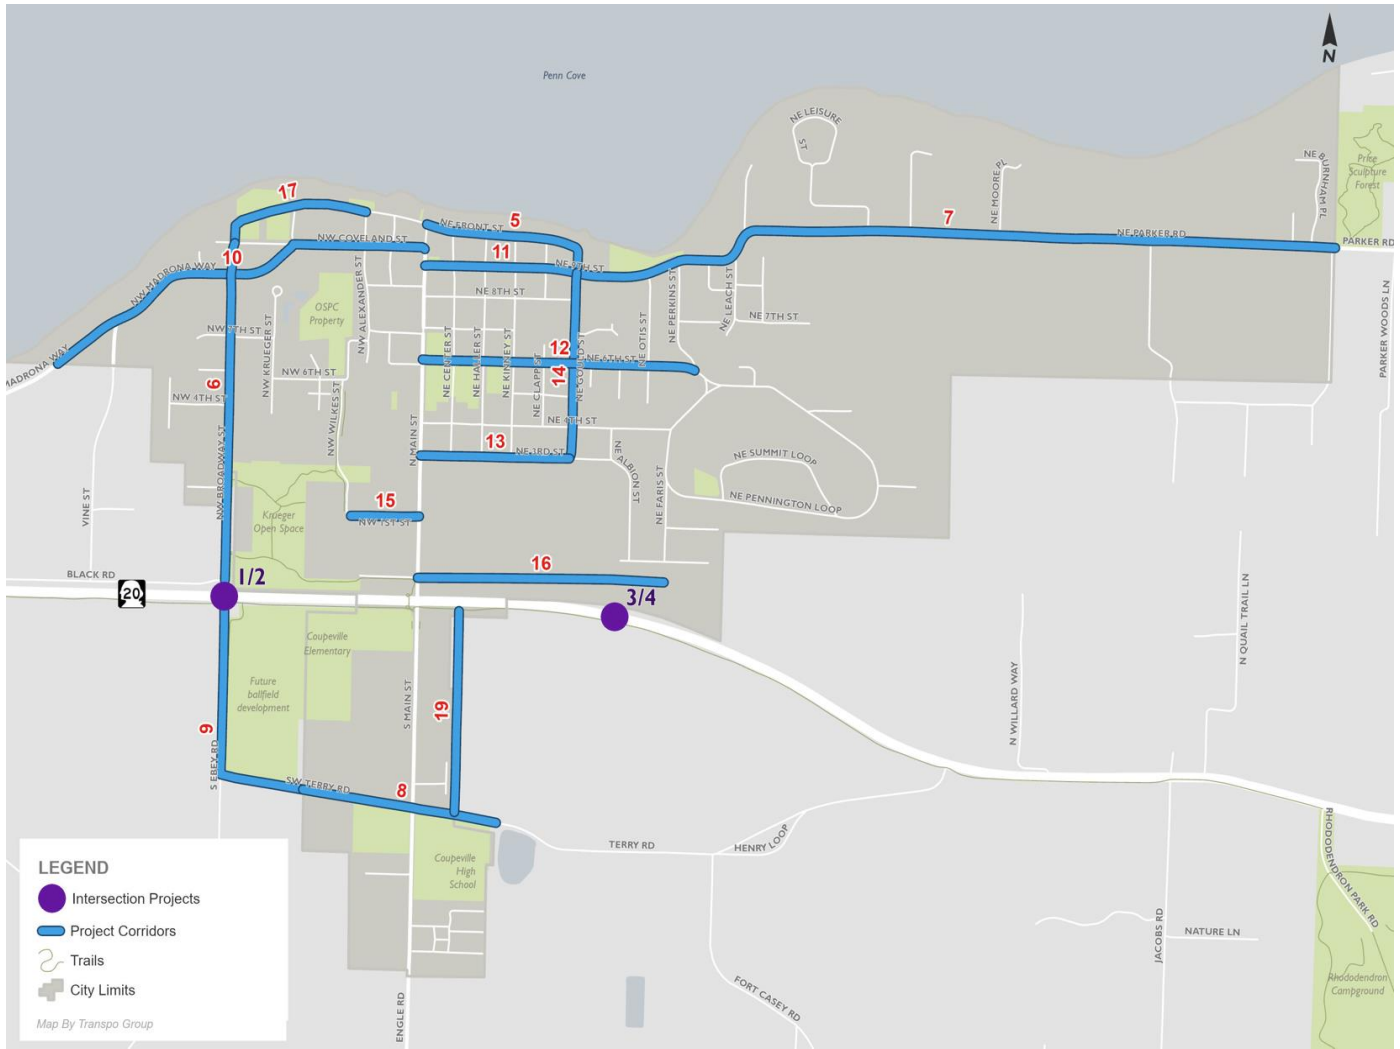 Penn Cove
N
NE LEISURE
ST
NE MOORE PL
NE BURNHAM PL
Price
Sculpture
Forest
17
5
7
NE FRONT ST
NW COVELAND ST
11
10
NE PARKER RD
PARKER RD
NW MADRONA WAY
NE 9TH ST
NE 8TH ST
OSPC
Property
NW ALEXANDER ST
NE PERKINS ST
NE LEACH ST
NE 7TH ST
NW 7TH ST
NW KRUEGER ST
PARKER WOODS LN
MADRONA WAY
12
NE 6TH ST
NE OTIS ST
NE CENTER ST
NE HALLER ST
NE KINNEY ST
NE CLAPP ST
NE GOULD ST
14
NW 6TH ST
6
NW 4TH ST
NW WILKES ST
N MAIN ST
NE 4TH ST
13
NE 3RD ST
NE ALBION ST
NE FARIS ST
NE SUMMIT LOOP
NE PENNINGTON LOOP
NW BROADWAY ST
VINE ST
Krueger
Open Space
15
NW 1ST ST
16
BLACK RD
20
1/2
3/4
N QUAIL TRAIL LN
N WILLARD WAY
Coupeville
Elementary
Future
ballfield
development
S MAIN ST
19
9
S EBEY RD
SW TERRY RD
8
TERRY RD
HENRY LOOP
RHODODENDRON PARK RD
Coupeville
High
School
JACOBS RD
NATURE LN
Rhododendron
Campground
FORT CASEY RD
ENGLE RD
LEGEND
Intersection Projects
Project Corridors
Trails
City Limits
Map By Transpo Group